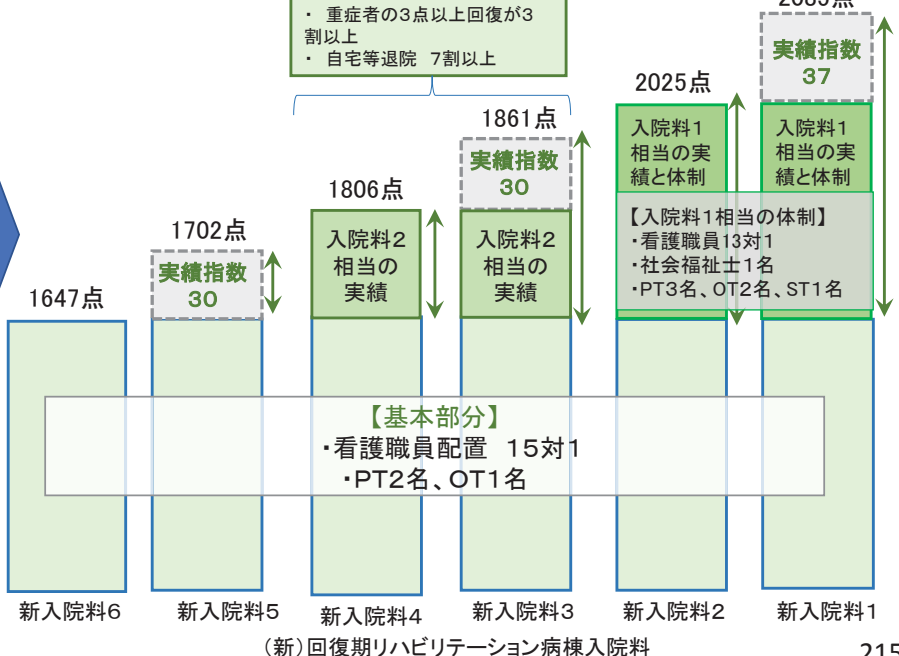 ・ 重症者の3点以上回復が3
割以上
・ 自宅等退院 7割以上
1647点
1702点
実績指数
30
1806点
入院料2
相当の
実績
1861点
実績指数
30
入院料2
相当の
実績
2025点
入院料1
相当の実
績と体制
実績指数
37
入院料1
相当の実
績と体制
【入院料1相当の体制】
・看護職員13対1
・社会福祉士1名
・PT3名、OT2名、ST1名
【基本部分】
・看護職員配置 15対1
・PT2名、OT1名
新入院料6
新入院料5
新入院料4
新入院料3
新入院料2
新入院料1
(新)回復期リハビリテーション病棟入院料
215